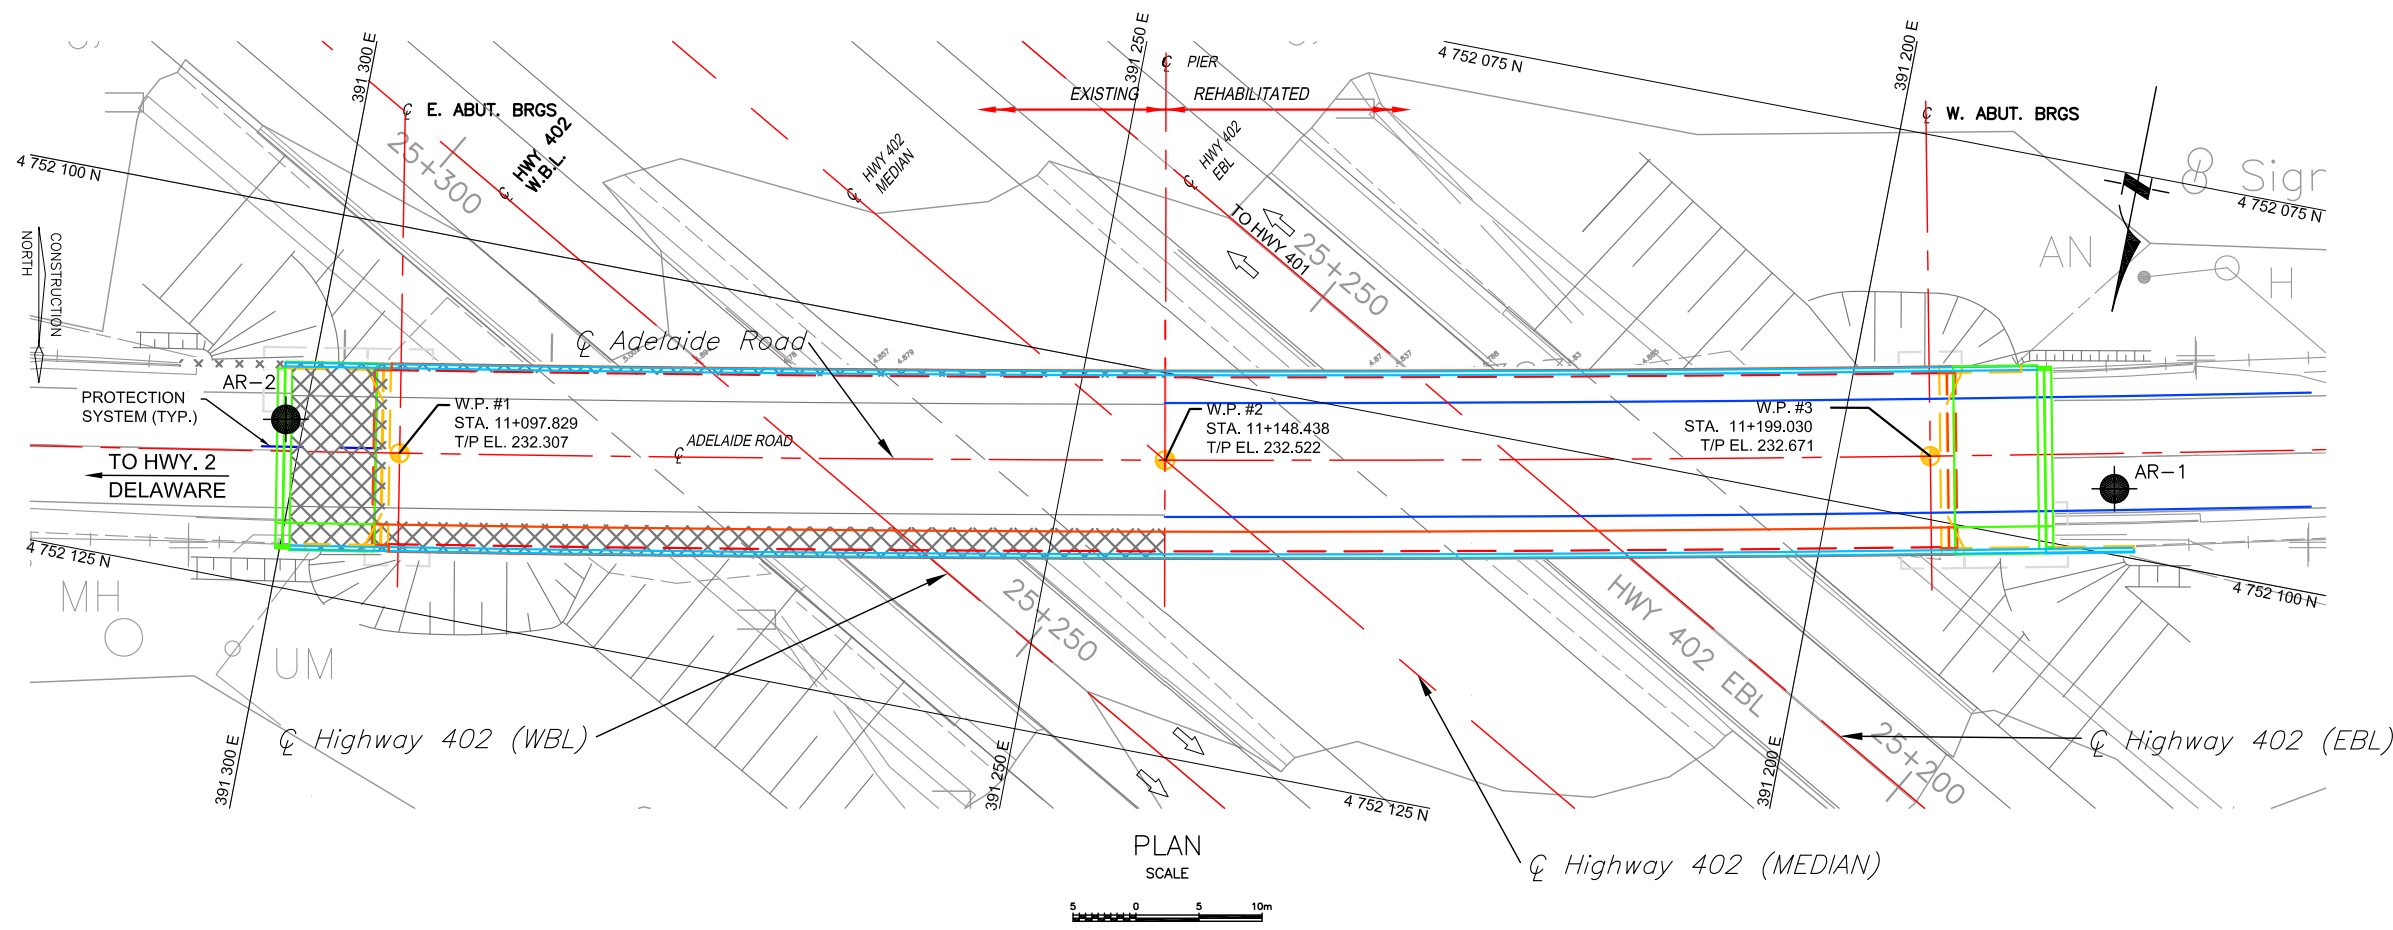 391 300 E
391 250 E
391 200 E
4 752 075 N
℄ PIER
EXISTING
REHABILITATED
℄ E. ABUT. BRGS
℄ W. ABUT. BRGS
25+300
℄ HWY 402
W.B.L.
℄ HWY 402
MEDIAN
℄ HWY 402
EBL
4 752 100 N
TO HWY 401
25+250
Sigr
4 752 075 N
AN
H
CONSTRUCTION
NORTH
℄ Adelaide Road
AR-2
PROTECTION
SYSTEM (TYP.)
W.P. #1
STA. 11+097.829
T/P EL. 232.307
℄ ADELAIDE ROAD
W.P. #2
STA. 11+148.438
T/P EL. 232.522
W.P. #3
STA. 11+199.030
T/P EL. 232.671
TO HWY. 2
DELAWARE
AR-1
4 752 125 N
MH
UM
25+250
HWY 402 EBL
4 752 100 N
℄ Highway 402 (WBL)
25+200
℄ Highway 402 (EBL)
391 300 E
391 250 E
391 200 E
4 752 125 N
℄ Highway 402 (MEDIAN)
PLAN
SCALE
5 0 5 10m